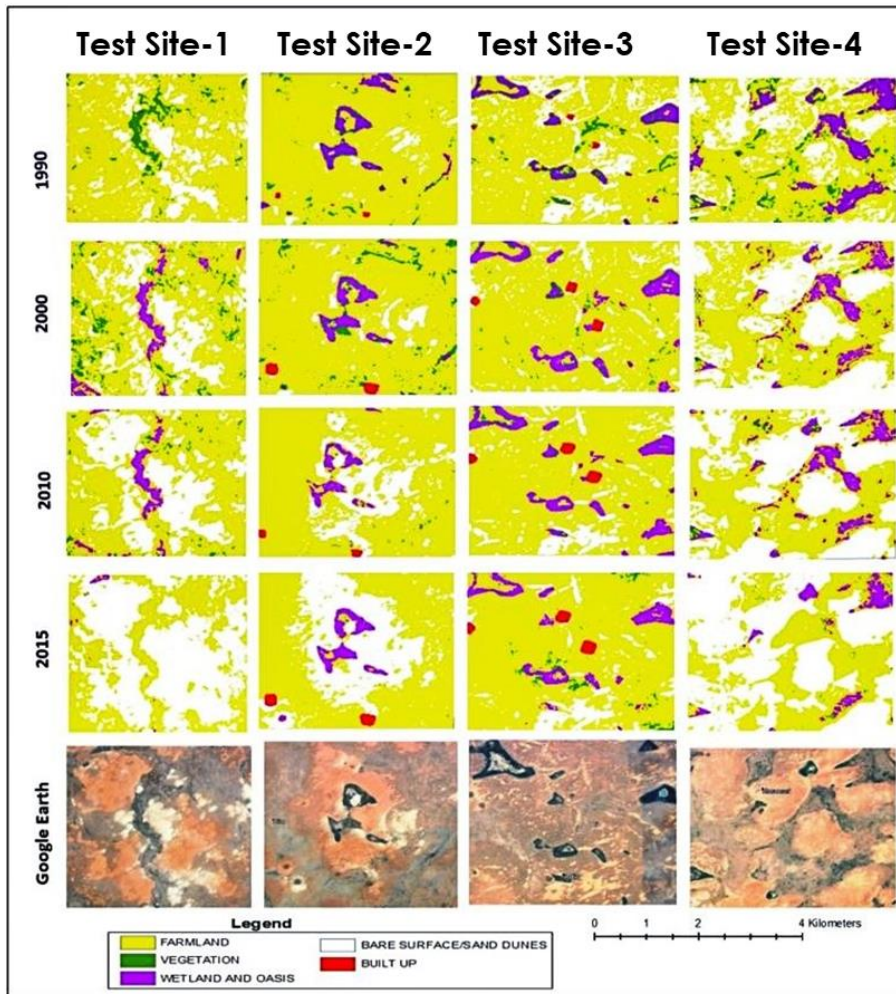 Test Site-1 Test Site-2 Test Site-3 Test Site-4
1990
2000
2010
2015
Google Earth
Legend
FARMLAND
VEGETATION
WETLAND AND OASIS
BARE SURFACE/SAND DUNES
BUILT UP
0 1 2 4 Kilometers